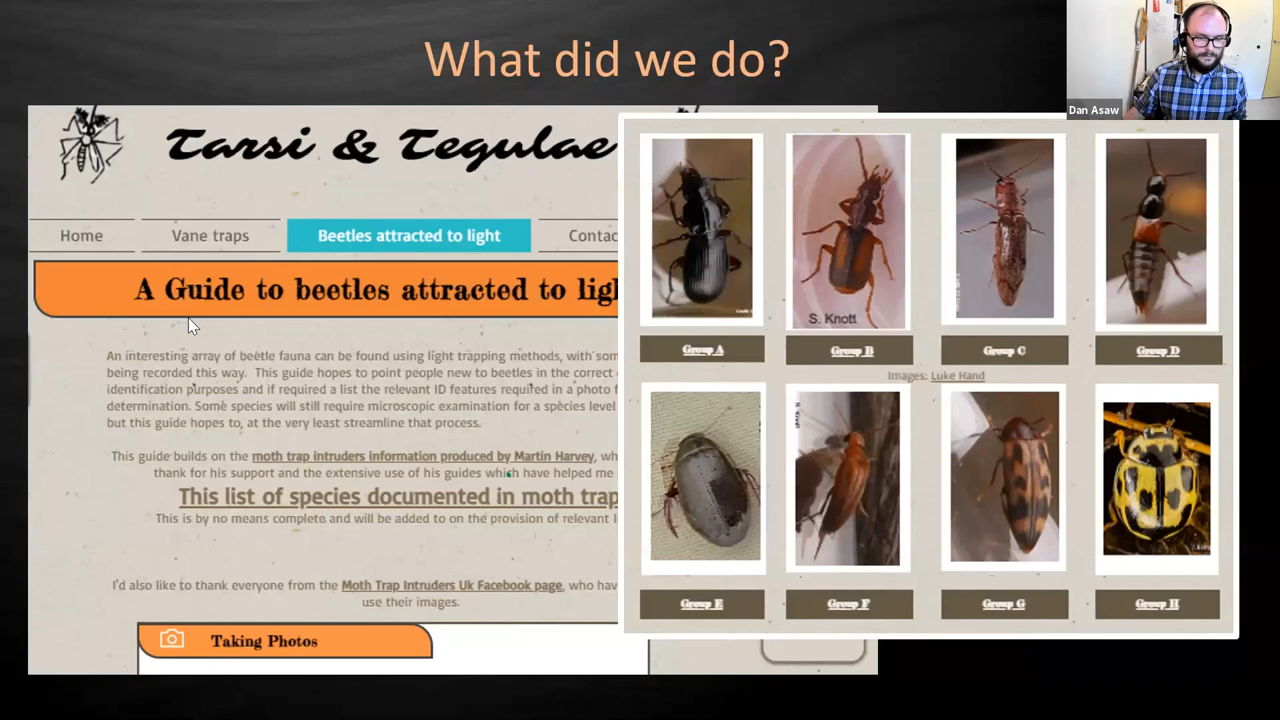 What did we do?
Dan Asaw
Tarsi & Tegulae
Home
Vane traps
Beetles attracted to light
Contac
A Guide to beetles attracted to ligh
An interesting array of beetle fauna can be found using light trapping methods, with som
being recorded this way. This guide hopes to point people new to beetles in the correct
identification purposes and if required a list the relevant ID features required in a photo f
determination. Some species will still require microscopic examination for a species level
but this guide hopes to, at the very least streamline that process.
This guide builds on the moth trap intruders information produced by Martin Harvey, wh
thank for his support and the extensive use of his guides which have helped me
This list of species documented in moth trap
This is by no means complete and will be added to on the provision of relevant l
I'd also like to thank everyone from the Moth Trap Intruders Uk Facebook page, who hav
use their images.
Taking Photos
S. Knott
Group A
Group B
Group C
Group D
Images: Luke Hand
Group E
Group F
Group G
Group H